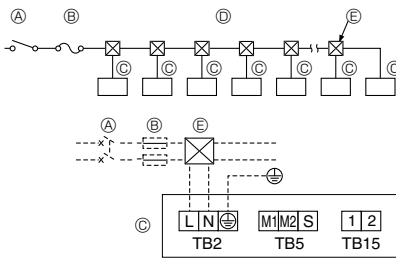 Ⓐ Ⓑ Ⓓ Ⓔ
Ⓒ Ⓒ Ⓒ Ⓒ Ⓒ Ⓒ Ⓒ
Ⓐ Ⓑ Ⓔ
Ⓒ L N M1 M2 S 1 2
TB2 TB5 TB15